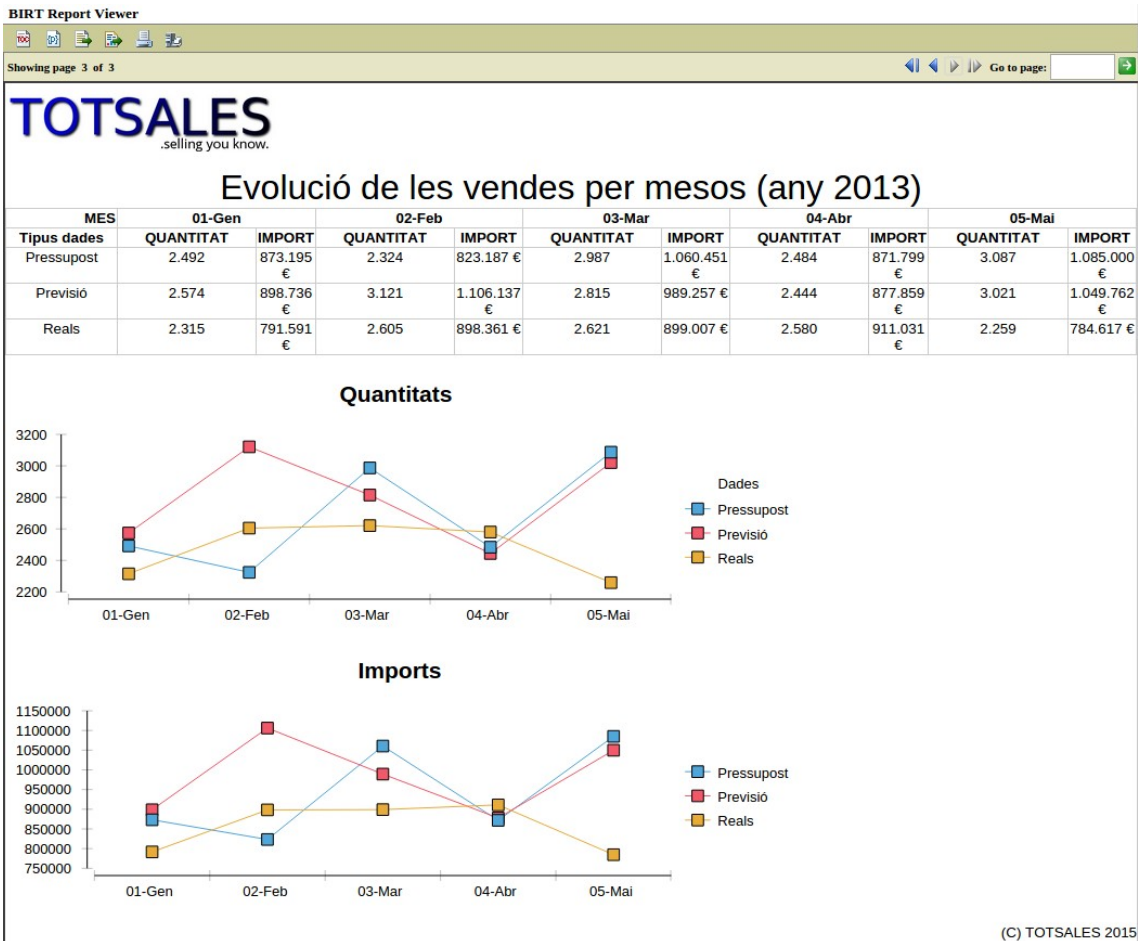 BIRT Report Viewer
TOC
Showing page 3 of 3
Go to page:
TOTSALES
.selling you know.
Evolució de les vendes per mesos (any 2013)
MES 01-Gen 02-Feb 03-Mar 04-Abr 05-Mai
Tipus dades QUANTITAT IMPORT QUANTITAT IMPORT QUANTITAT IMPORT QUANTITAT IMPORT QUANTITAT IMPORT
Pressupost 2.492 873.195 € 2.324 823.187 € 2.987 1.060.451 € 2.484 871.799 € 3.087 1.085.000 €
Previsió 2.574 898.736 € 3.121 1.106.137 € 2.815 989.257 € 2.444 877.859 € 3.021 1.049.762 €
Reals 2.315 791.591 € 2.605 898.361 € 2.621 899.007 € 2.580 911.031 € 2.259 784.617 €
Quantitats
3200
3000
2800
2600
2400
2200
01-Gen 02-Feb 03-Mar 04-Abr 05-Mai
Dades
Pressupost
Previsió
Reals
Imports
1150000
1100000
1050000
1000000
950000
900000
850000
800000
750000
01-Gen 02-Feb 03-Mar 04-Abr 05-Mai
Pressupost
Previsió
Reals
(C) TOTSALES 2015